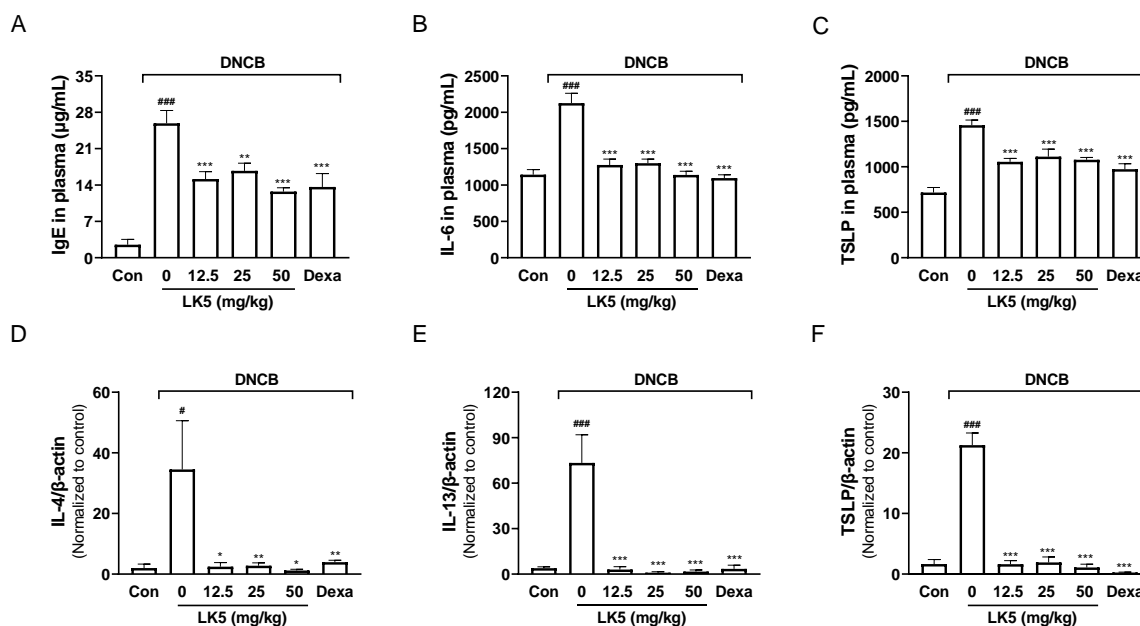 A
DNCB
IgE in plasma (µg/mL)
35
28
21
14
7
0
###
***
**
***
***
Con 0 12.5 25 50 Dexa
LK5 (mg/kg)
B
DNCB
IL-6 in plasma (pg/mL)
2500
2000
1500
1000
500
0
###
***
***
***
***
Con 0 12.5 25 50 Dexa
LK5 (mg/kg)
C
DNCB
TSLP in plasma (pg/mL)
2000
1500
1000
500
0
###
***
***
***
***
Con 0 12.5 25 50 Dexa
LK5 (mg/kg)
D
DNCB
IL-4/β-actin
(Normalized to control)
60
40
20
0
#
*
**
*
**
Con 0 12.5 25 50 Dexa
LK5 (mg/kg)
E
DNCB
IL-13/β-actin
(Normalized to control)
120
90
60
30
0
###
***
***
***
***
Con 0 12.5 25 50 Dexa
LK5 (mg/kg)
F
DNCB
TSLP/β-actin
(Normalized to control)
30
20
10
0
###
***
***
***
***
Con 0 12.5 25 50 Dexa
LK5 (mg/kg)